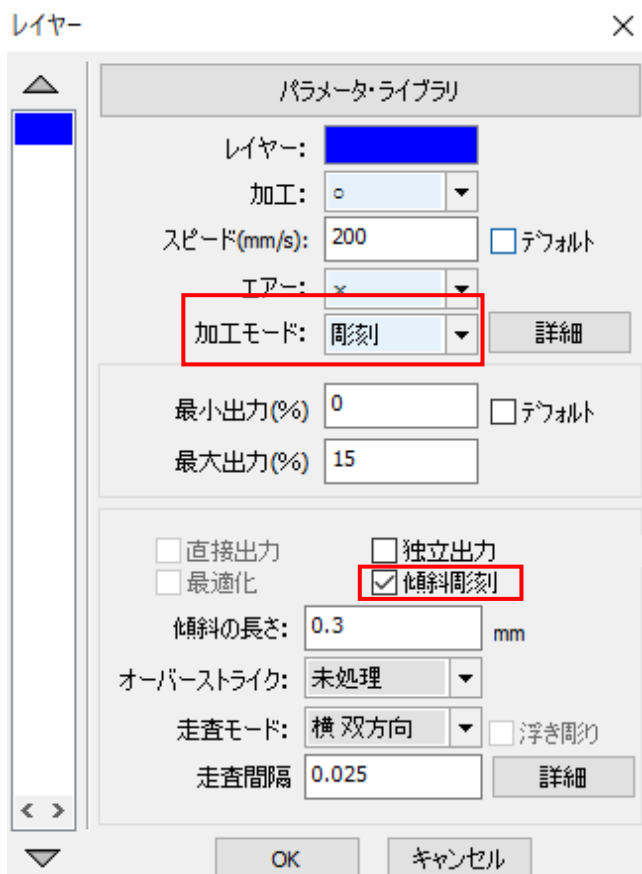 レイヤー
パラメータ・ライブラリ
レイヤー:
加工: ○
スピード(mm/s): 200 デフォルト
エアー: ×
加工モード: 彫刻 詳細
最小出力(%) 0 デフォルト
最大出力(%) 15
直接出力 独立出力
最適化 傾斜彫刻
傾斜の長さ: 0.3 mm
オーバーストライク: 未処理
走査モード: 横 双方向 浮き彫り
走査間隔 0.025 詳細
OK キャンセル